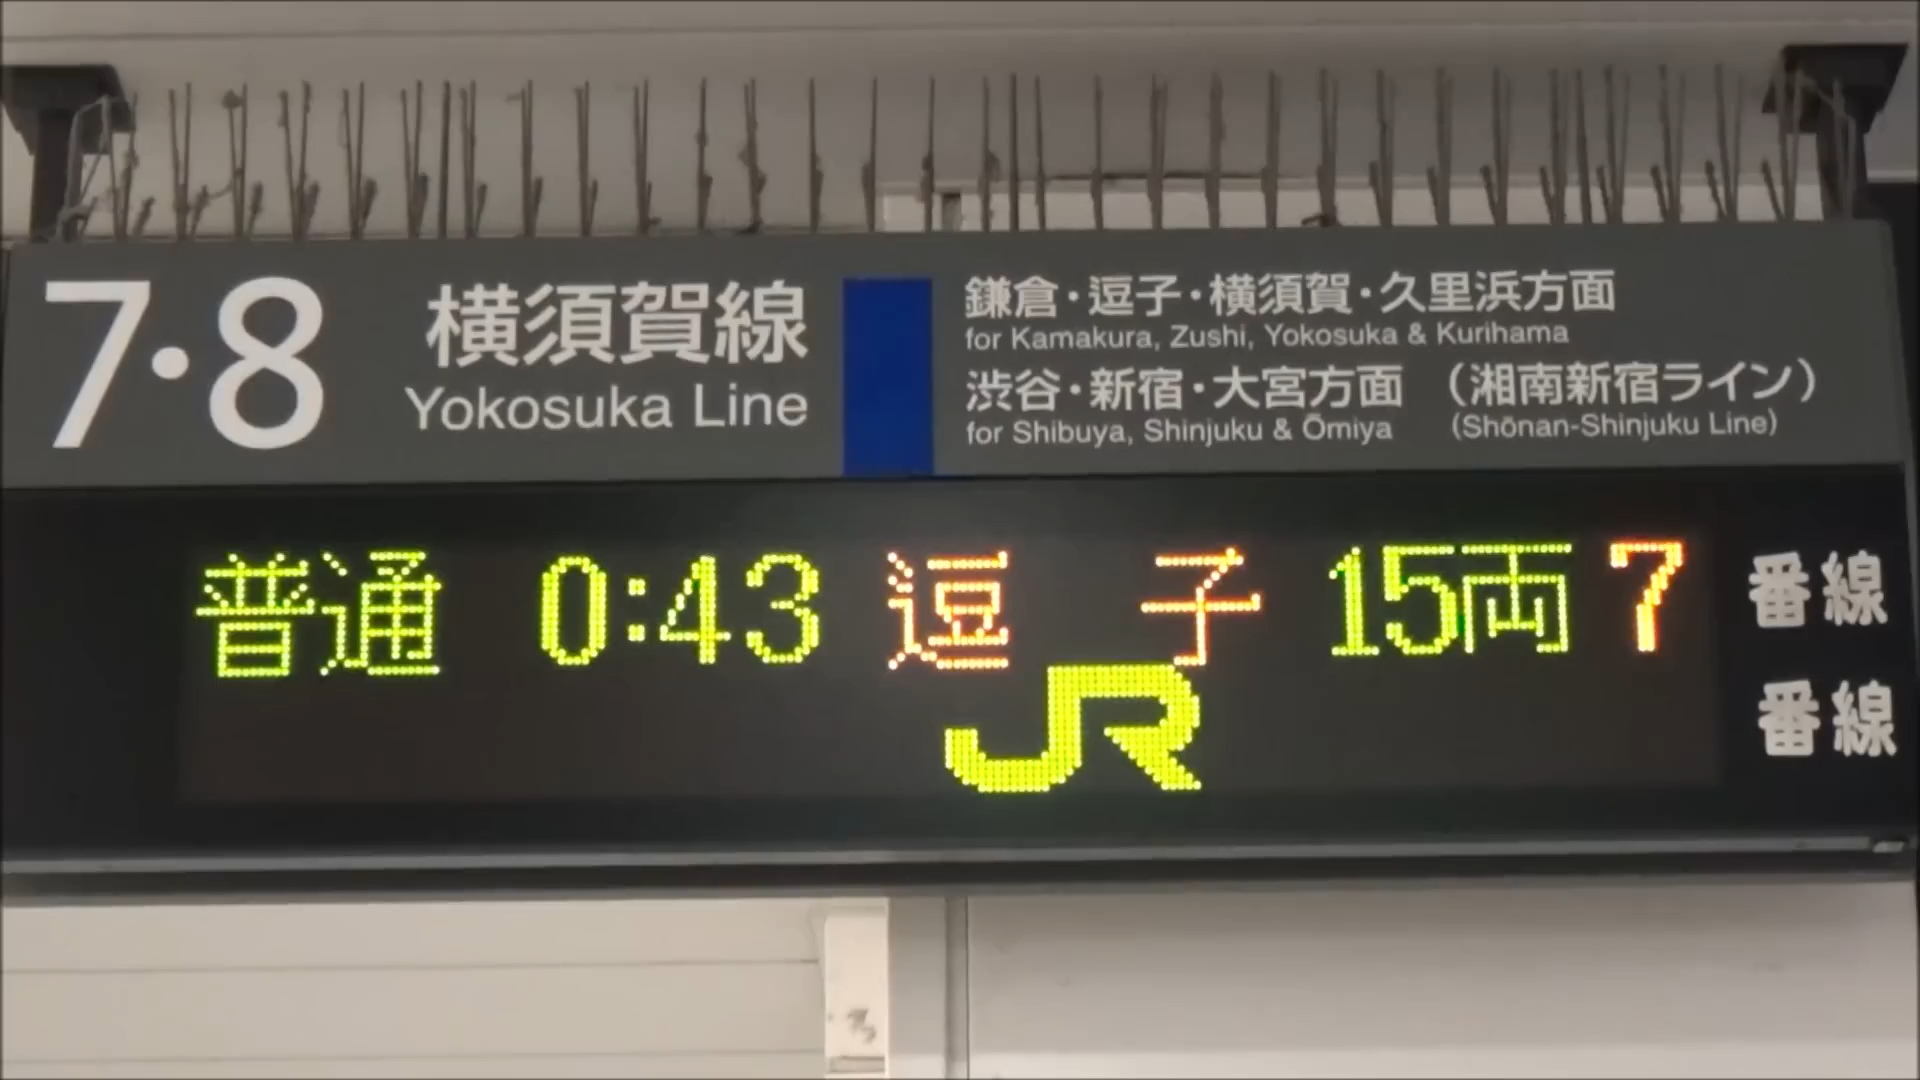 7・8 横須賀線 鎌倉・逗子・横須賀・久里浜方面
for Kamakura, Zushi, Yokosuka & Kurihama
Yokosuka Line 渋谷・新宿・大宮方面 (湘南新宿ライン)
for Shibuya, Shinjuku & Ōmiya (Shōnan-Shinjuku Line)
普通 0:43 逗子 15両 7 番線
JR 番線